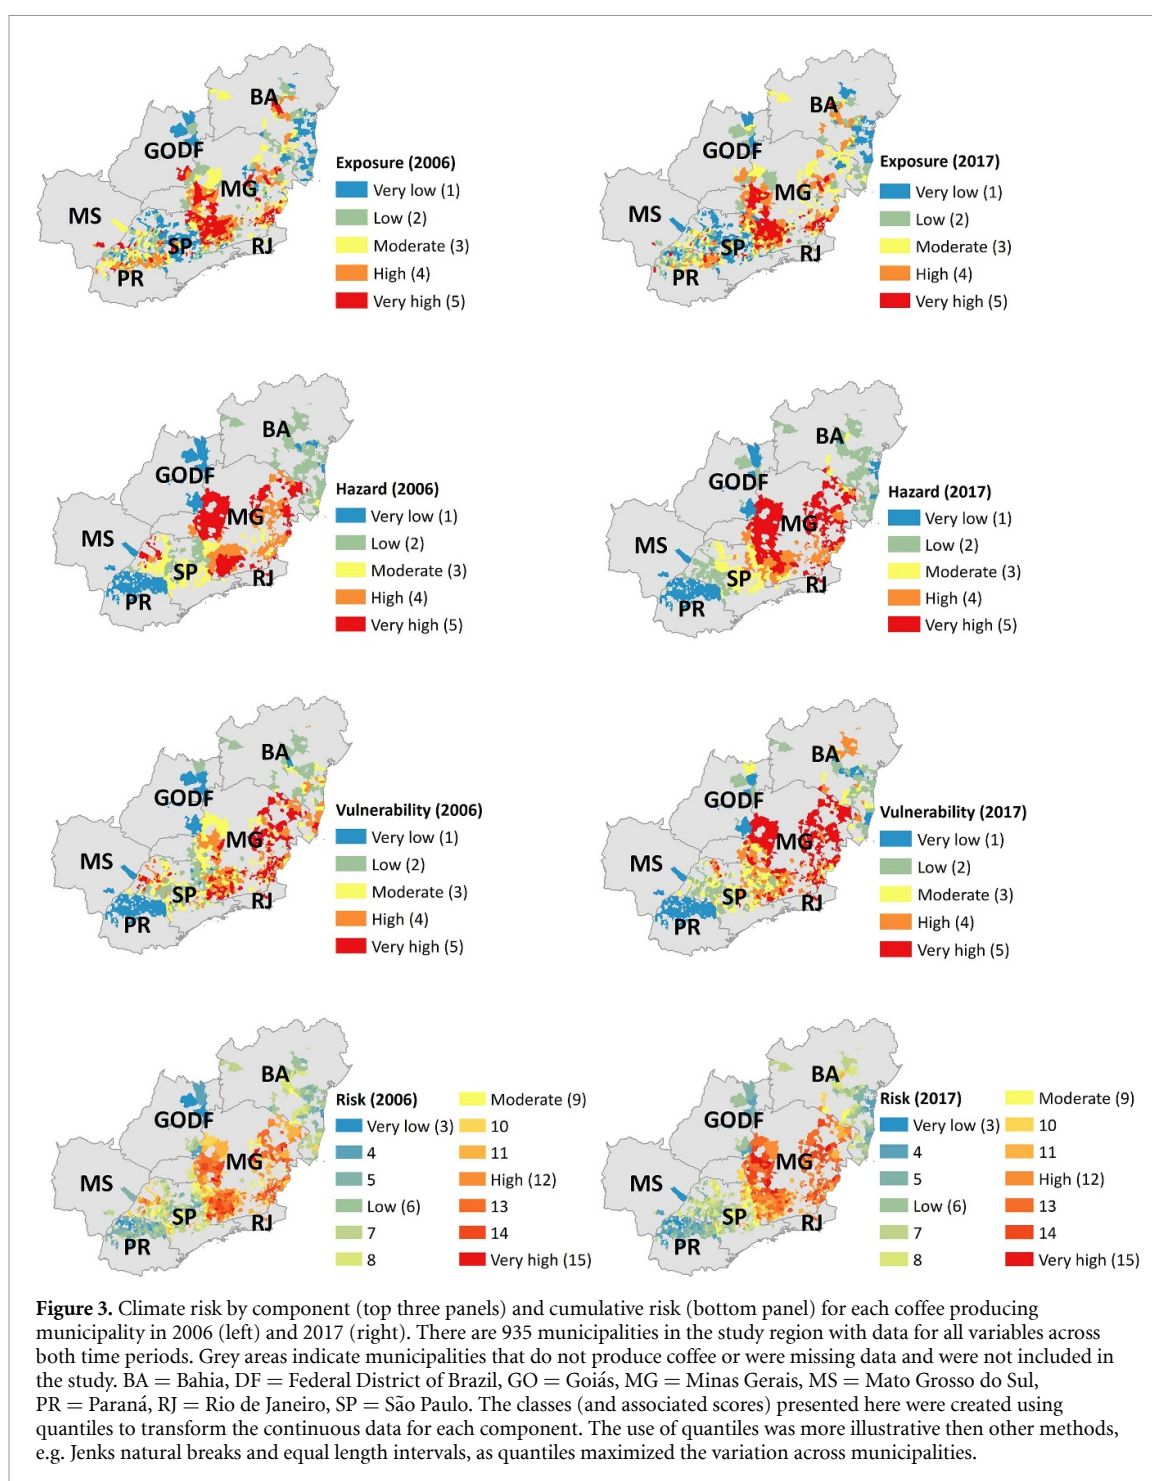 BA
GODF
MG
MS
SP
RJ
PR
Exposure (2006)
Very low (1)
Low (2)
Moderate (3)
High (4)
Very high (5)
BA
GODF
MG
MS
SP
RJ
PR
Exposure (2017)
Very low (1)
Low (2)
Moderate (3)
High (4)
Very high (5)
BA
GODF
MG
MS
SP
RJ
PR
Hazard (2006)
Very low (1)
Low (2)
Moderate (3)
High (4)
Very high (5)
BA
GODF
MG
MS
SP
RJ
PR
Hazard (2017)
Very low (1)
Low (2)
Moderate (3)
High (4)
Very high (5)
BA
GODF
MG
MS
SP
RJ
PR
Vulnerability (2006)
Very low (1)
Low (2)
Moderate (3)
High (4)
Very high (5)
BA
GODF
MG
MS
SP
RJ
PR
Vulnerability (2017)
Very low (1)
Low (2)
Moderate (3)
High (4)
Very high (5)
BA
GODF
MG
MS
SP
RJ
PR
Risk (2006)
Very low (3)
4
5
Low (6)
7
8
Moderate (9)
10
11
High (12)
13
14
Very high (15)
BA
GODF
MG
MS
SP
RJ
PR
Risk (2017)
Very low (3)
4
5
Low (6)
7
8
Moderate (9)
10
11
High (12)
13
14
Very high (15)
Figure 3. Climate risk by component (top three panels) and cumulative risk (bottom panel) for each coffee producing
municipality in 2006 (left) and 2017 (right). There are 935 municipalities in the study region with data for all variables across
both time periods. Grey areas indicate municipalities that do not produce coffee or were missing data and were not included in
the study. BA = Bahia, DF = Federal District of Brazil, GO = Goiás, MG = Minas Gerais, MS = Mato Grosso do Sul,
PR = Paraná, RJ = Rio de Janeiro, SP = São Paulo. The classes (and associated scores) presented here were created using
quantiles to transform the continuous data for each component. The use of quantiles was more illustrative then other methods,
e.g. Jenks natural breaks and equal length intervals, as quantiles maximized the variation across municipalities.